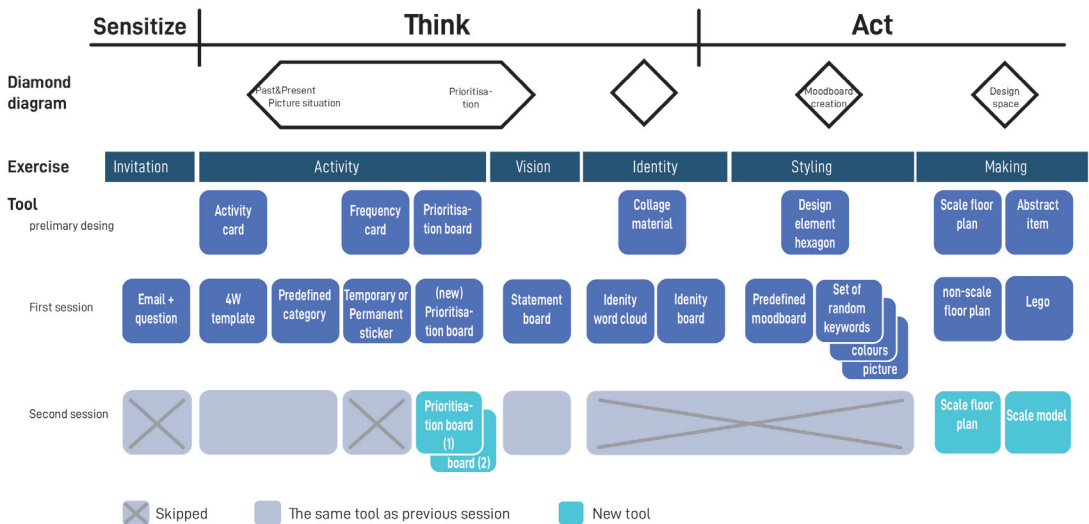 Sensitize
Think
Act
Diamond
diagram
Past&Present
Picture situation
Prioritisa-
tion
Moodboard
creation
Design
space
Exercise
Invitation
Activity
Vision
Identity
Styling
Making
Tool
prelimary desing
Activity
card
Frequency
card
Prioritisa-
tion board
Collage
material
Design
element
hexagon
Scale floor
plan
Abstract
item
First session
Email +
question
4W
template
Predefined
category
Temporary or
Permanent
sticker
(new)
Prioritisa-
tion board
Statement
board
Idenity
word cloud
Idenity
board
Predefined
moodboard
Set of
random
keywords
colours
picture
non-scale
floor plan
Lego
Second session
Prioritisa-
tion board
(1)
board (2)
Scale floor
plan
Scale model
Skipped
The same tool as previous session
New tool